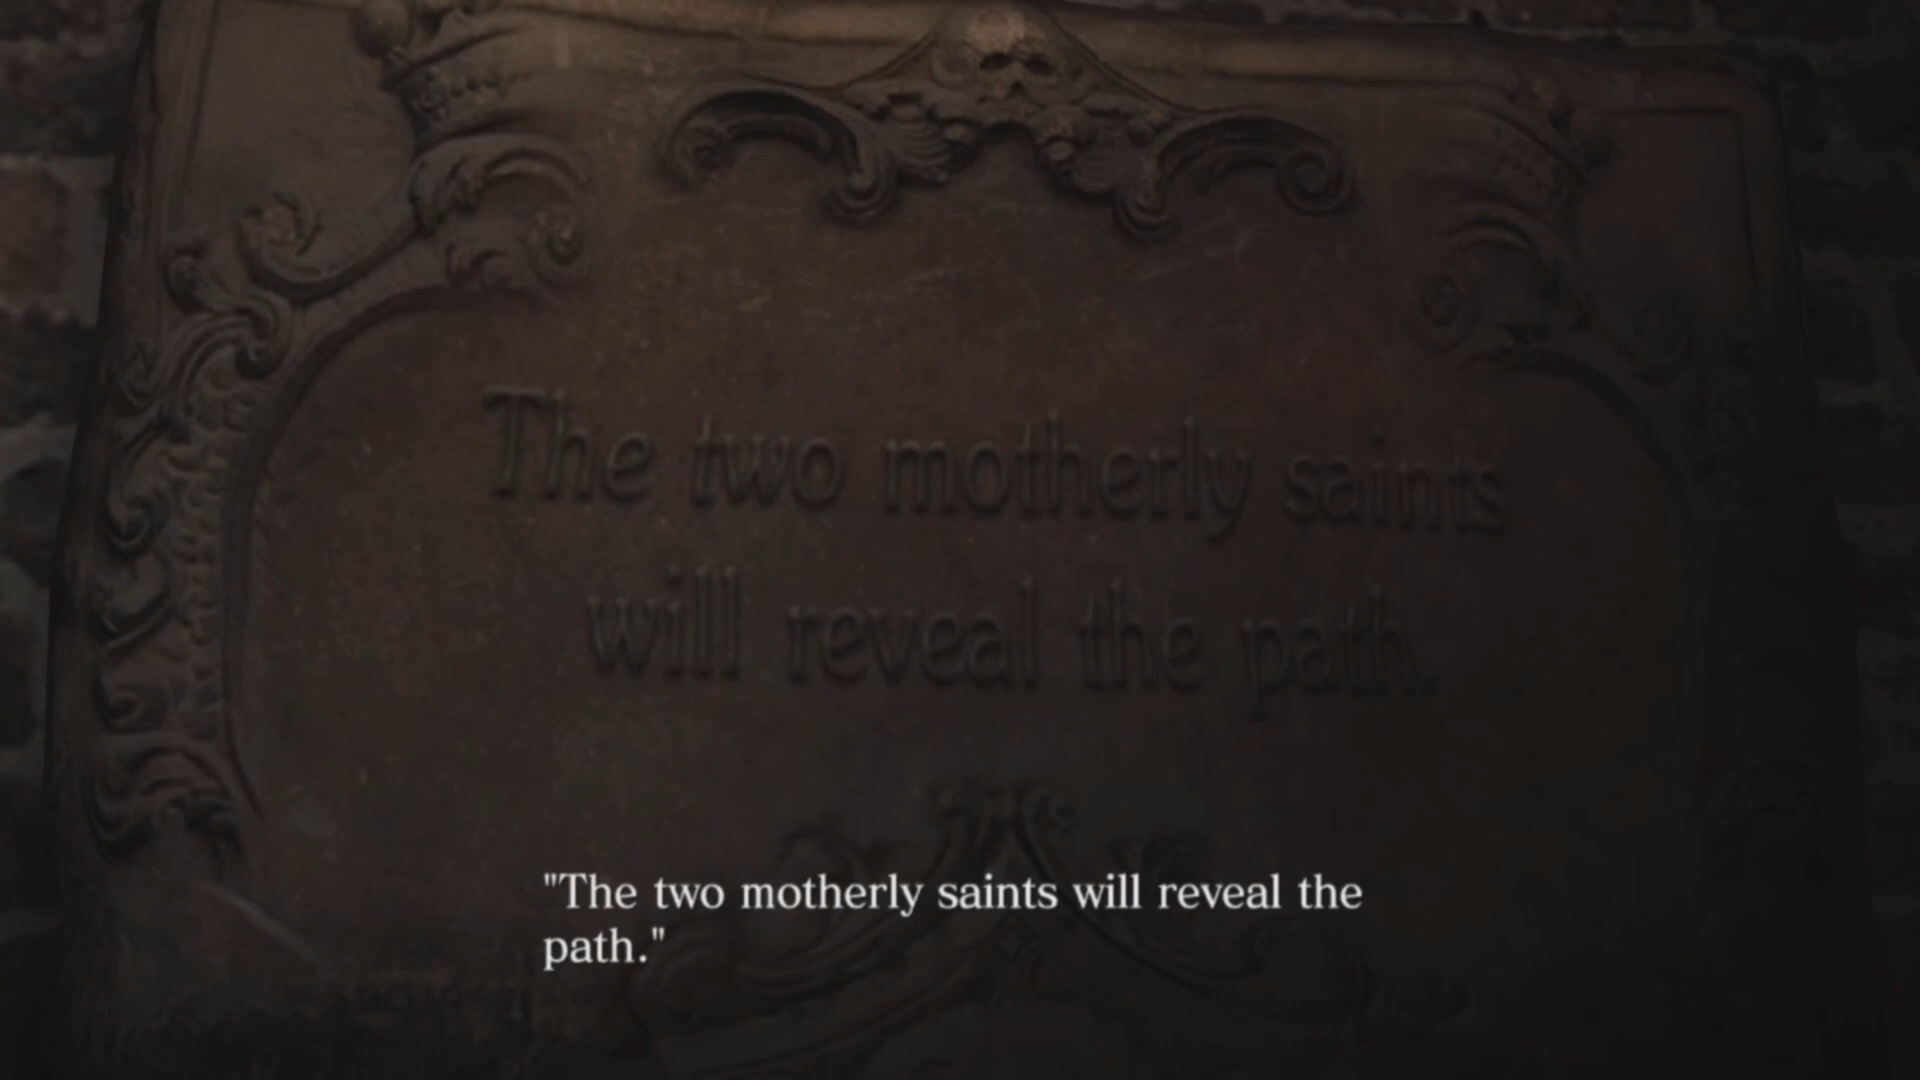 The two motherly saints
will reveal the path.
"The two motherly saints will reveal the
path."